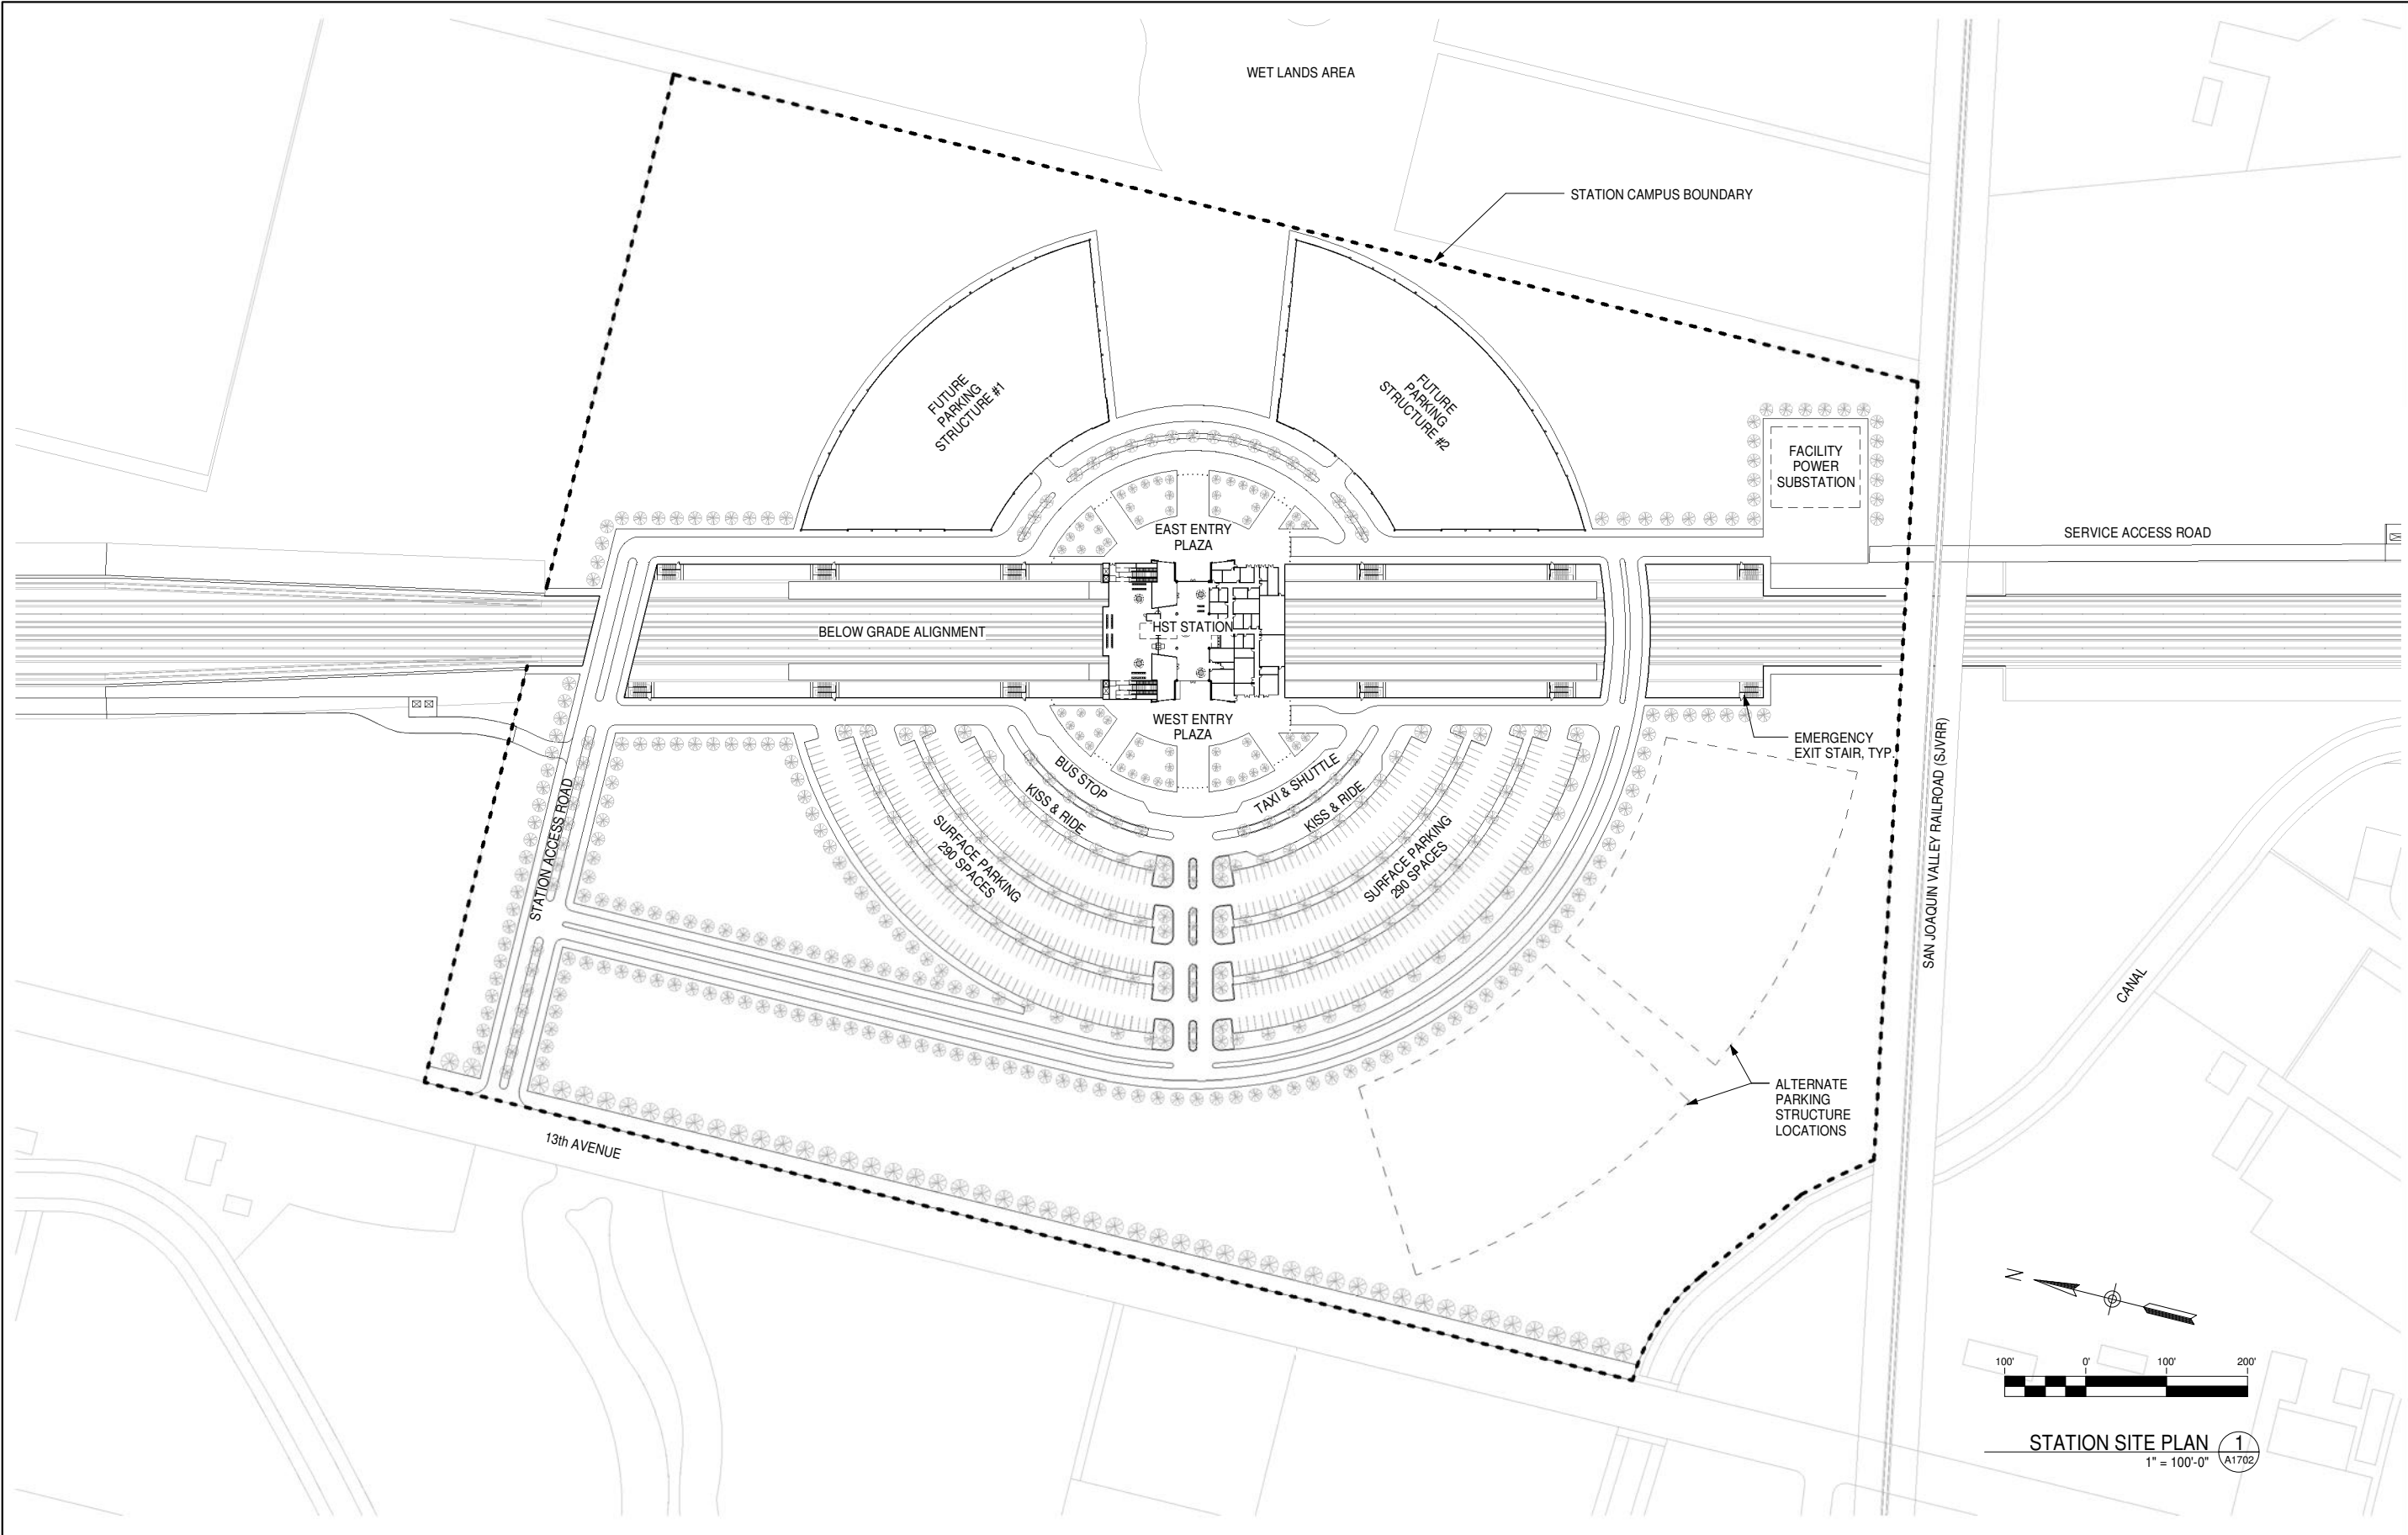 WET LANDS AREA
STATION CAMPUS BOUNDARY
FUTURE
PARKING
STRUCTURE #1
FUTURE
PARKING
STRUCTURE #2
FACILITY
POWER
SUBSTATION
EAST ENTRY
PLAZA
SERVICE ACCESS ROAD
BELOW GRADE ALIGNMENT
HST STATION
WEST ENTRY
PLAZA
EMERGENCY
EXIT STAIR, TYP.
BUS STOP
KISS & RIDE
TAXI & SHUTTLE
KISS & RIDE
SURFACE PARKING
290 SPACES
SURFACE PARKING
290 SPACES
STATION ACCESS ROAD
SAN JOAQUIN VALLEY RAILROAD (SJVRR)
CANAL
ALTERNATE
PARKING
STRUCTURE
LOCATIONS
13th AVENUE
N
100' 0' 100' 200'
STATION SITE PLAN 1
1" = 100'-0" A1702